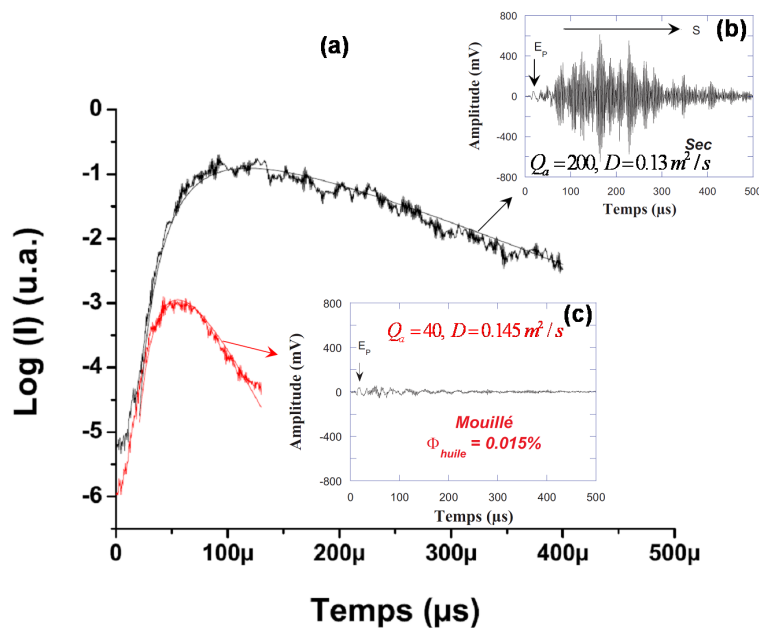 (a)
Log (I) (u.a.)
0
-1
-2
-3
-4
-5
-6
0
100µ
200µ
300µ
400µ
500µ
Temps (µs)
(b)
Amplitude (mV)
800
400
0
-400
-800
E_P
S
Sec
Q_a = 200, D = 0.13 m²/s
0
100
200
300
400
500
Temps (µs)
(c)
Amplitude (mV)
800
400
0
-400
-800
Q_a = 40, D = 0.145 m²/s
E_P
Mouillé
Φ_huile = 0.015%
0
100
200
300
400
500
Temps (µs)